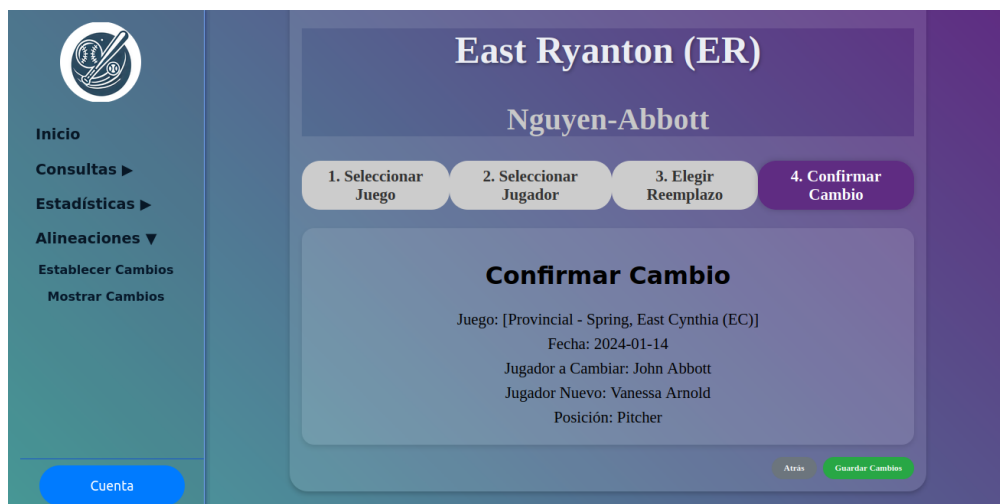 Inicio
Consultas ▶
Estadísticas ▶
Alineaciones ▼
Establecer Cambios
Mostrar Cambios
Cuenta
East Ryanton (ER)
Nguyen-Abbott
1. Seleccionar
Juego
2. Seleccionar
Jugador
3. Elegir
Reemplazo
4. Confirmar
Cambio
Confirmar Cambio
Juego: [Provincial - Spring, East Cynthia (EC)]
Fecha: 2024-01-14
Jugador a Cambiar: John Abbott
Jugador Nuevo: Vanessa Arnold
Posición: Pitcher
Atrás
Guardar Cambios